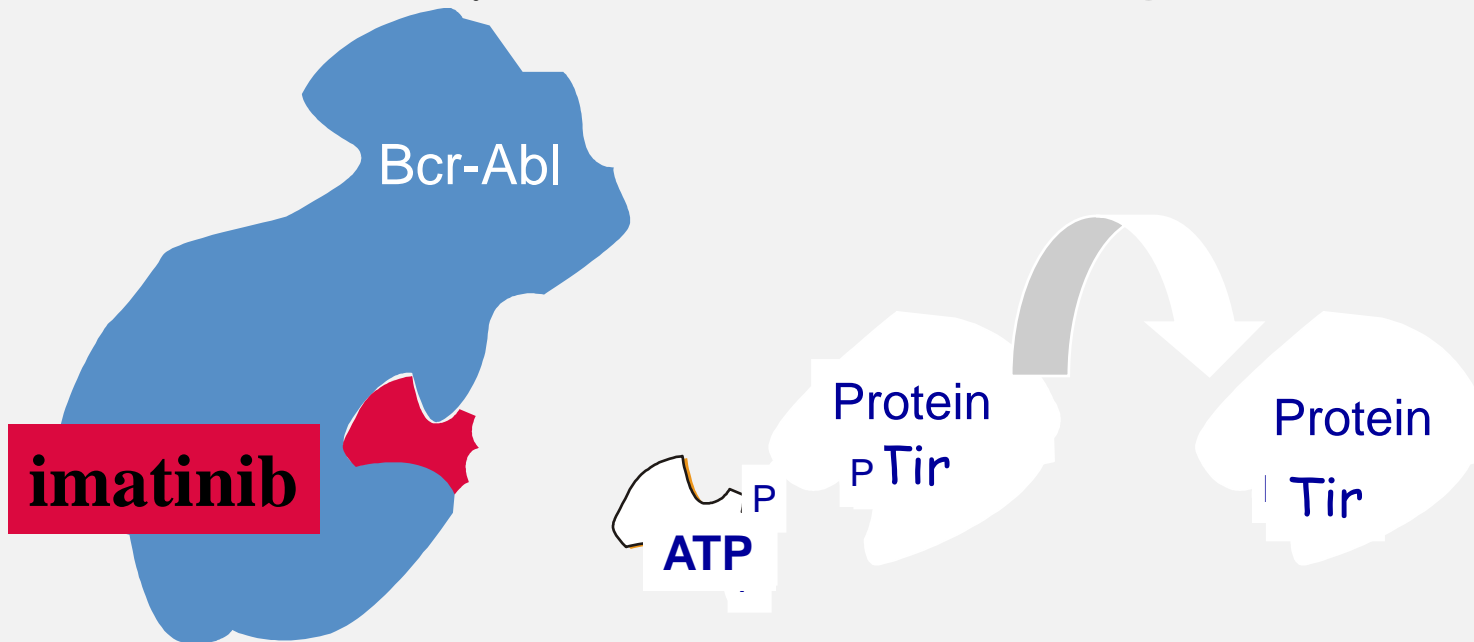 Bcr-Abl
imatinib
P
ATP
Protein
P Tir
Protein
Tir